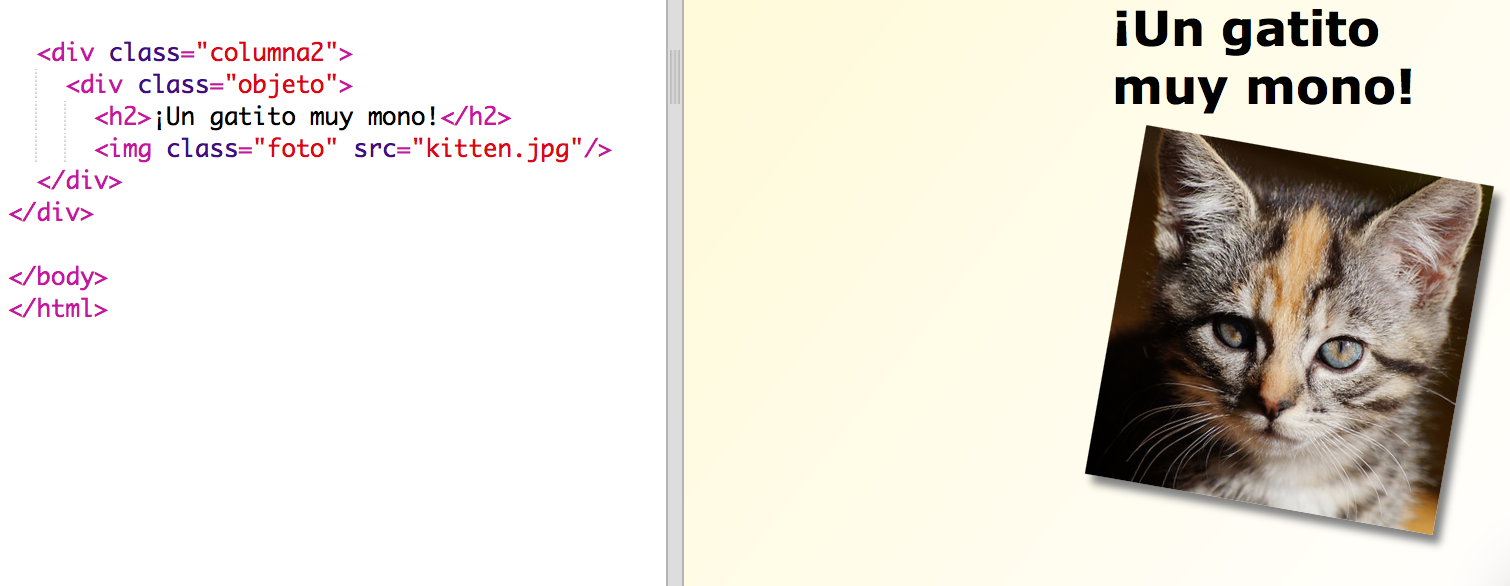 <div class="columna2">
<div class="objeto">
<h2>¡Un gatito muy mono!</h2>
<img class="foto" src="kitten.jpg"/>
</div>
</div>
</body>
</html>
¡Un gatito
muy mono!